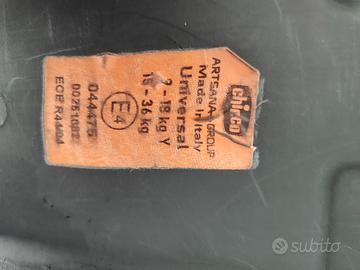 chicco
ARTSANA GROUP
Made in Italy
Universal
9 - 18 kg Y
15 - 36 kg
E4
044475
ECE R44/04
subito